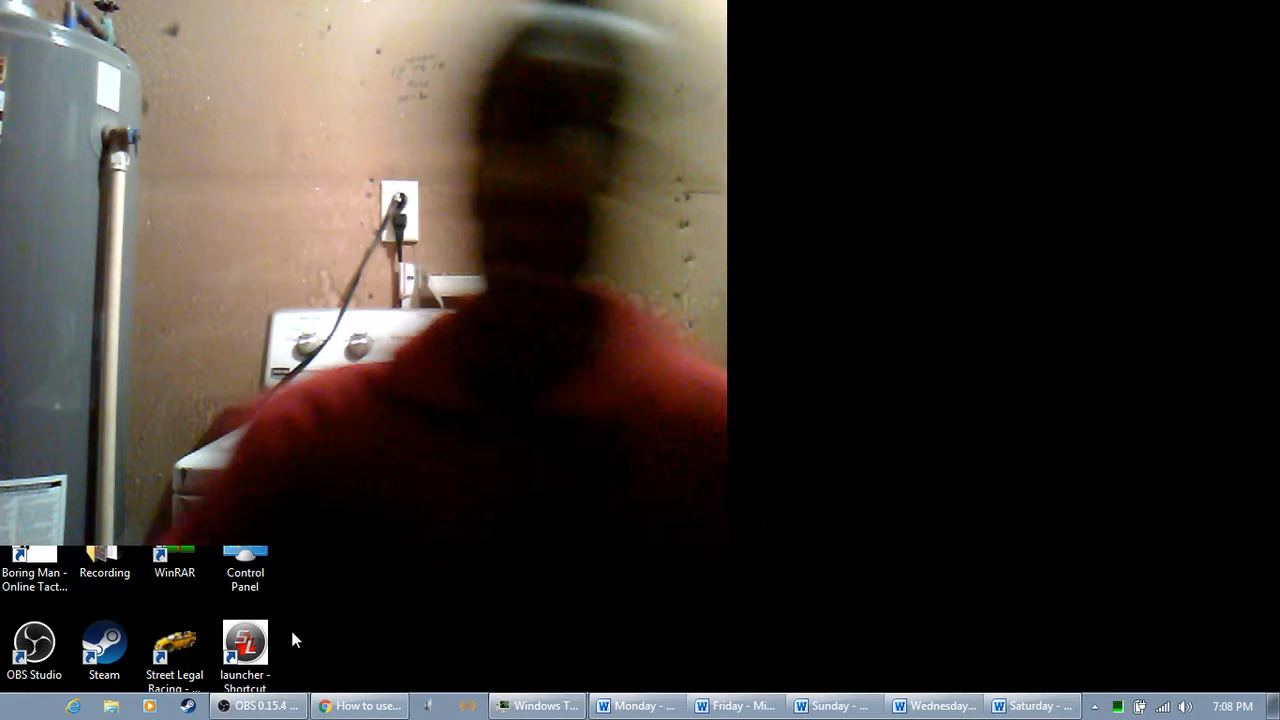 Boring Man -
Online Tact...
Recording
WinRAR
Control
Panel
OBS Studio
Steam
Street Legal
Racing - ...
SL
launcher -
Shortcut
OBS 0.15.4 ...
How to use...
Windows T...
Monday - ...
Friday - Mi...
Sunday - ...
Wednesday...
Saturday - ...
7:08 PM